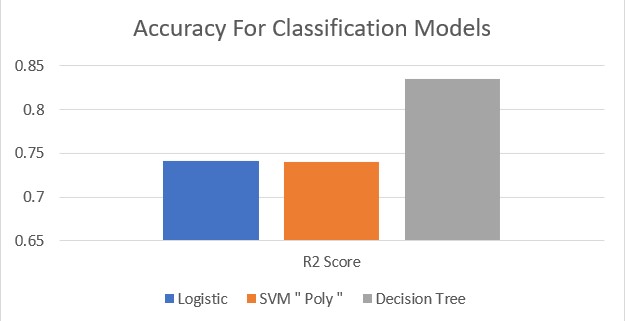 Accuracy For Classification Models
0.85
0.8
0.75
0.7
0.65
R2 Score
Logistic SVM " Poly " Decision Tree